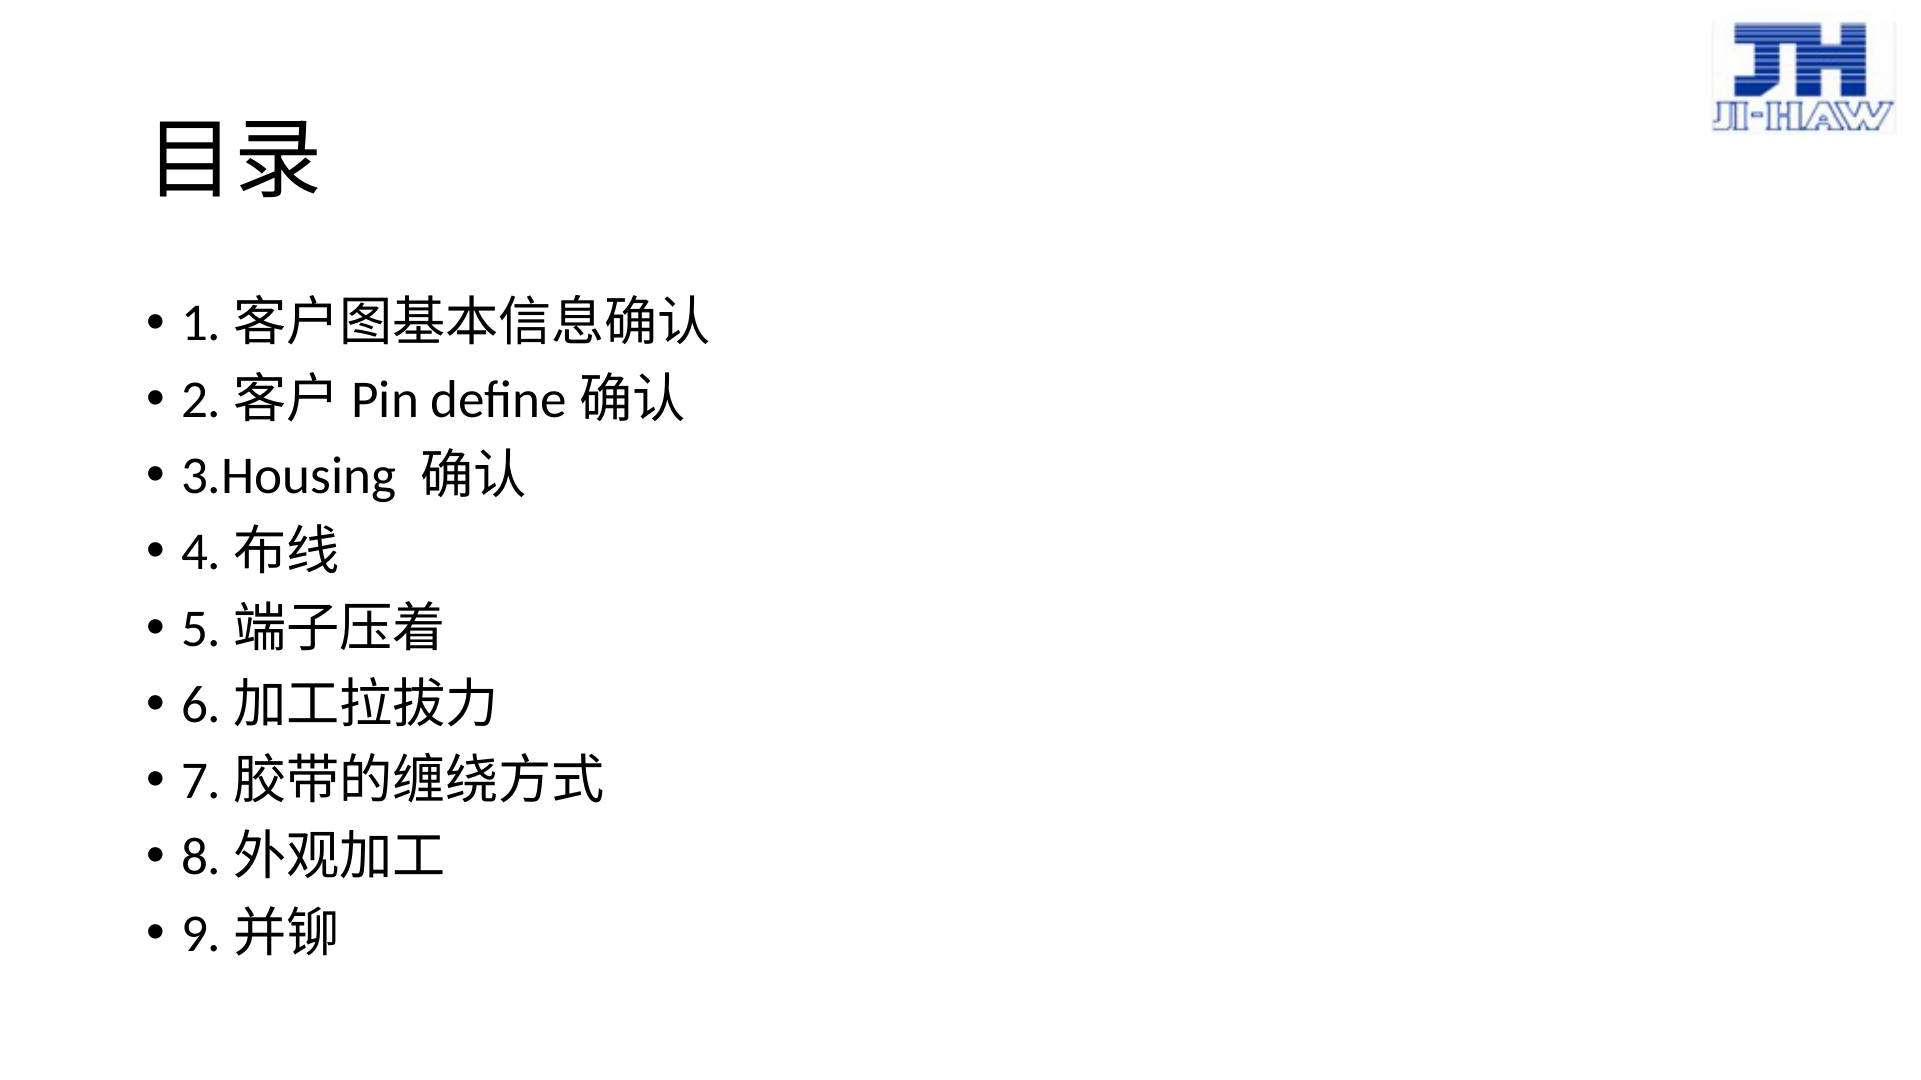 JH
JI-HAW
目录
• 1. 客户图基本信息确认
• 2. 客户 Pin define 确认
• 3.Housing 确认
• 4. 布线
• 5. 端子压着
• 6. 加工拉拔力
• 7. 胶带的缠绕方式
• 8. 外观加工
• 9. 并铆